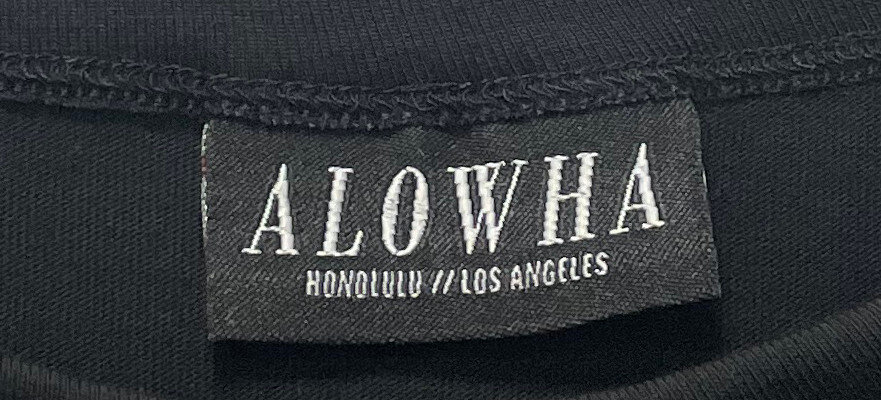 ALOWHA
HONOLULU // LOS ANGELES